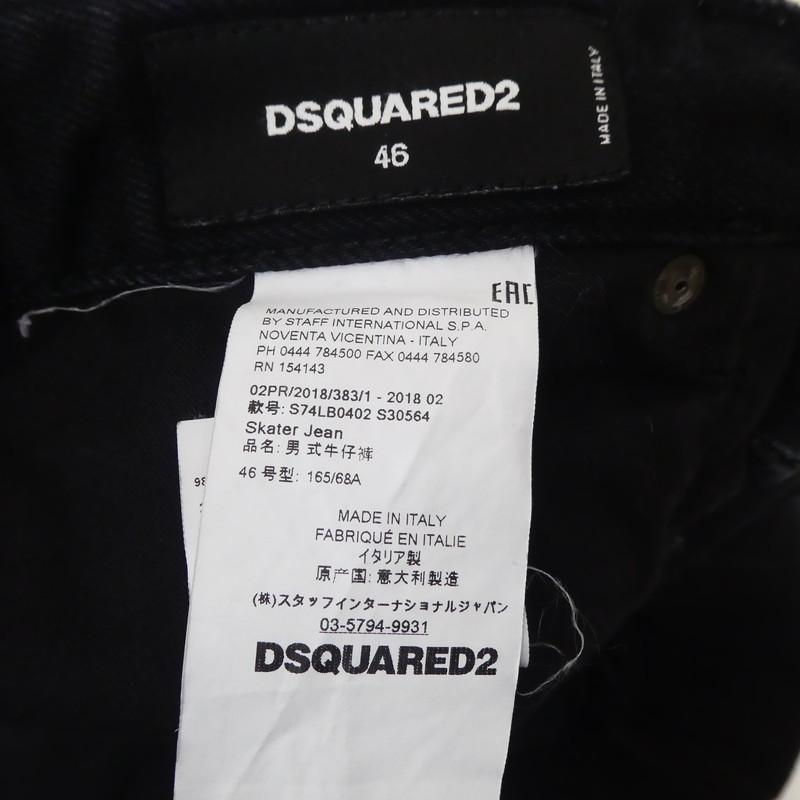 DSQUARED2
46
MADE IN ITALY
EAC
MANUFACTURED AND DISTRIBUTED
BY STAFF INTERNATIONAL S.P.A.
NOVENTA VICENTINA - ITALY
PH 0444 784500 FAX 0444 784580
RN 154143
02PR/2018/383/1 - 2018 02
款号: S74LB0402 S30564
Skater Jean
品名: 男 式牛仔裤
46 号型: 165/68A
MADE IN ITALY
FABRIQUÉ EN ITALIE
イタリア製
原产国: 意大利製造
(株)スタッフインターナショナルジャパン
03-5794-9931
DSQUARED2
98